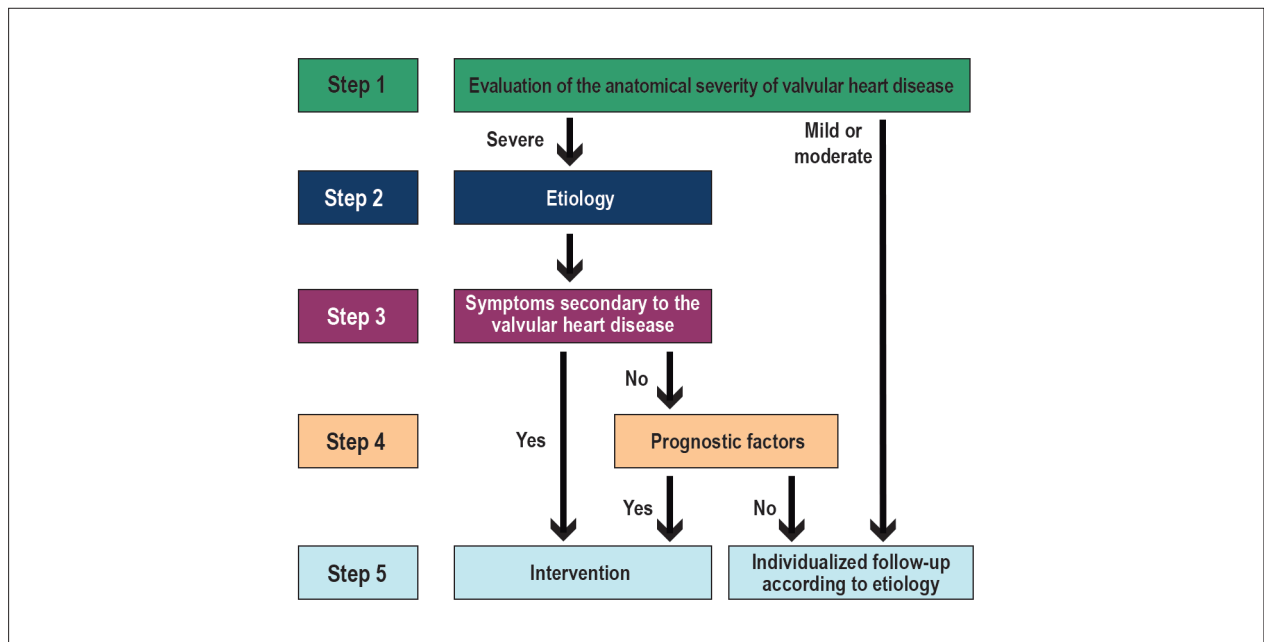 Step 1
Evaluation of the anatomical severity of valvular heart disease
Severe
Mild or
moderate
Step 2
Etiology
Step 3
Symptoms secondary to the
valvular heart disease
No
Step 4
Yes
Prognostic factors
Yes
No
Step 5
Intervention
Individualized follow-up
according to etiology